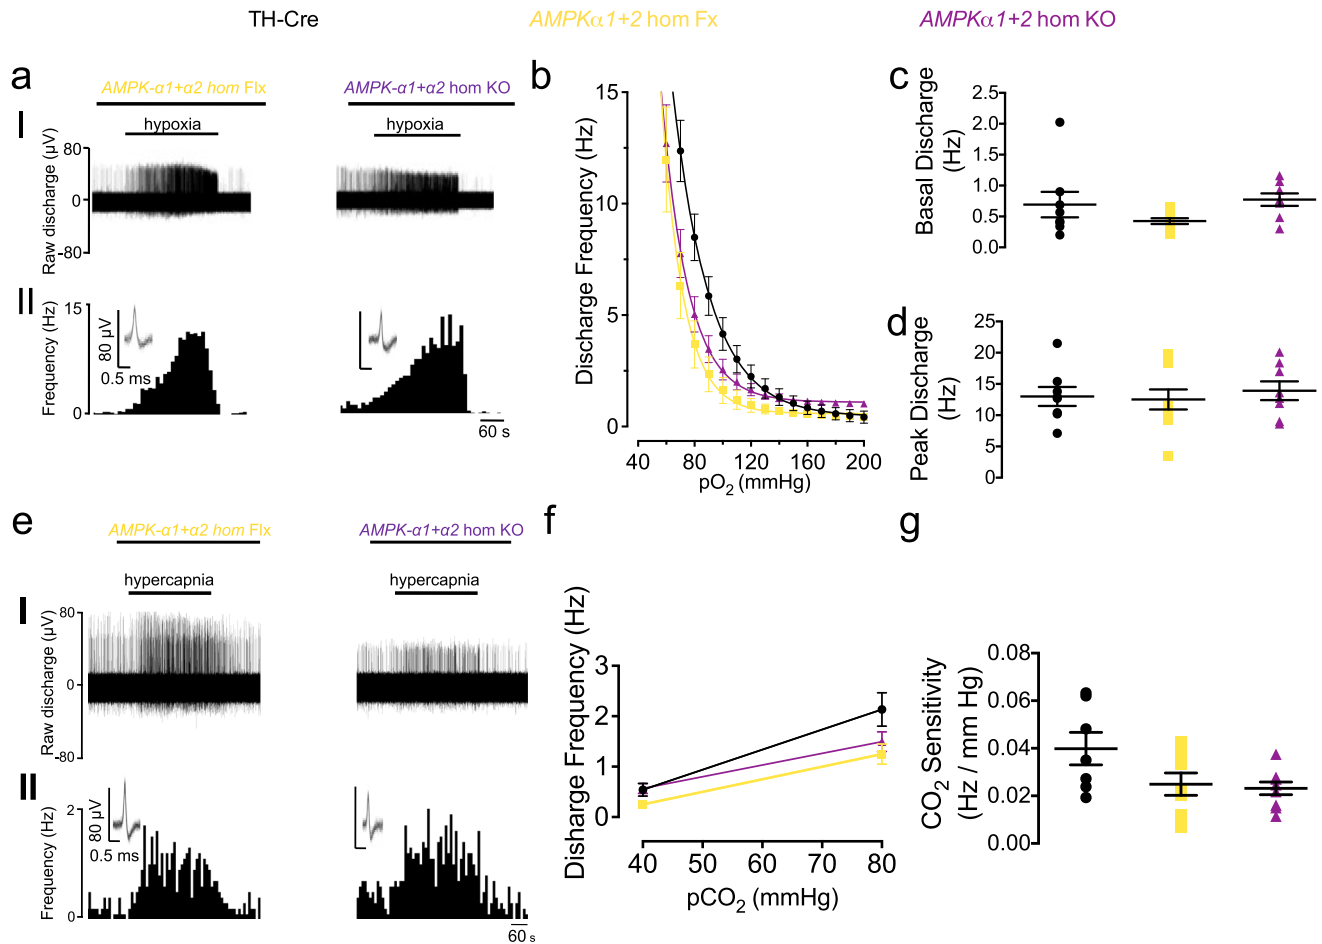 TH-Cre
AMPKα1+2 hom Fx
AMPKα1+2 hom KO
a
AMPK-α1+α2 hom Flx
AMPK-α1+α2 hom KO
I
hypoxia
hypoxia
Raw discharge (µV)
80
0
-80
II
Frequency (Hz)
15
0
80 µV
0.5 ms
60 s
b
Discharge Frequency (Hz)
15
10
5
0
40
80
120
160
200
pO2 (mmHg)
c
Basal Discharge
(Hz)
2.5
2.0
1.5
1.0
0.5
0.0
d
Peak Discharge
(Hz)
25
20
15
10
5
0
e
AMPK-α1+α2 hom Flx
AMPK-α1+α2 hom KO
I
hypercapnia
hypercapnia
Raw discharge (µV)
80
0
-80
II
Frequency (Hz)
2
0
80 µV
0.5 ms
60 s
f
Disharge Frequency (Hz)
3
2
1
0
40
50
60
70
80
pCO2 (mmHg)
g
CO2 Sensitivity
(Hz / mm Hg)
0.08
0.06
0.04
0.02
0.00